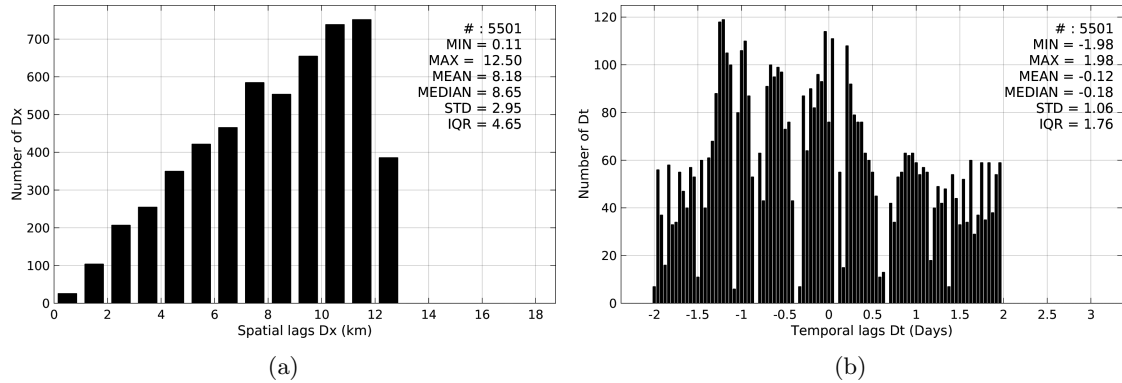 # : 5501
MIN = 0.11
MAX = 12.50
MEAN = 8.18
MEDIAN = 8.65
STD = 2.95
IQR = 4.65
700
600
500
400
300
200
100
0
Number of Dx
0 2 4 6 8 10 12 14 16 18
Spatial lags Dx (km)
(a)
# : 5501
MIN = -1.98
MAX = 1.98
MEAN = -0.12
MEDIAN = -0.18
STD = 1.06
IQR = 1.76
120
100
80
60
40
20
0
Number of Dt
-2 -1.5 -1 -0.5 0 0.5 1 1.5 2 2.5 3
Temporal lags Dt (Days)
(b)